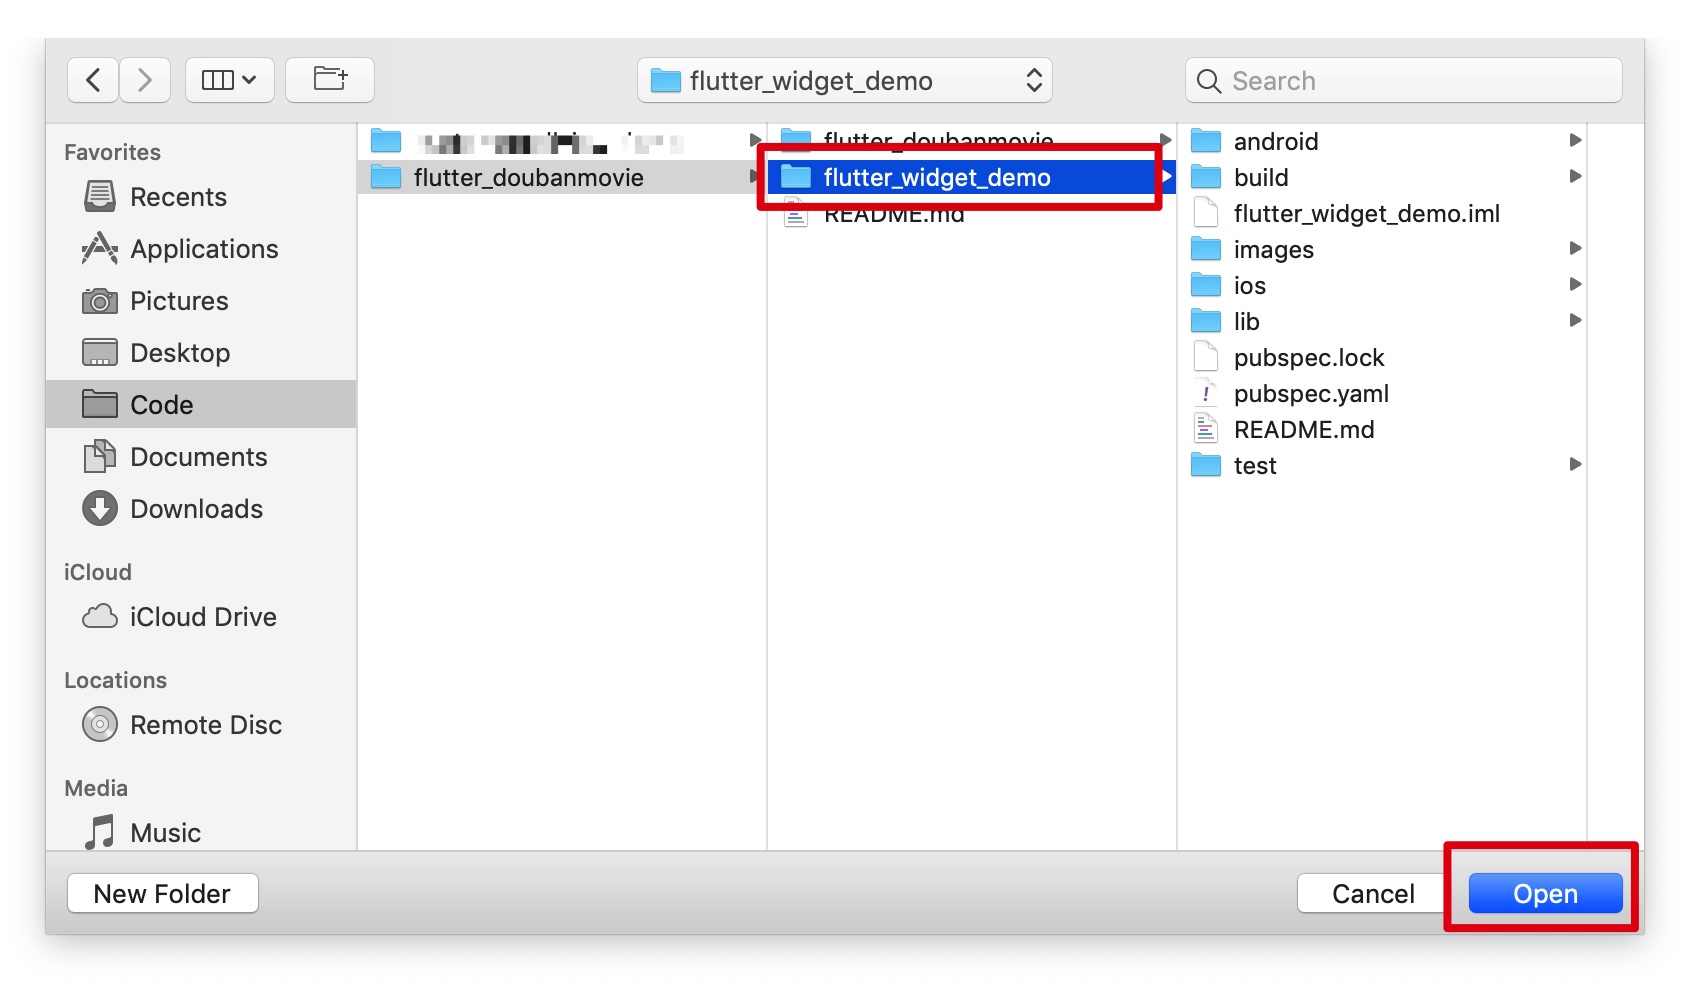 flutter_widget_demo
Search
Favorites
Recents
Applications
Pictures
Desktop
Code
Documents
Downloads
iCloud
iCloud Drive
Locations
Remote Disc
Media
Music
flutter_doubanmovie
flutter_doubanmovie
flutter_widget_demo
README.md
android
build
flutter_widget_demo.iml
images
ios
lib
pubspec.lock
pubspec.yaml
README.md
test
New Folder
Cancel
Open